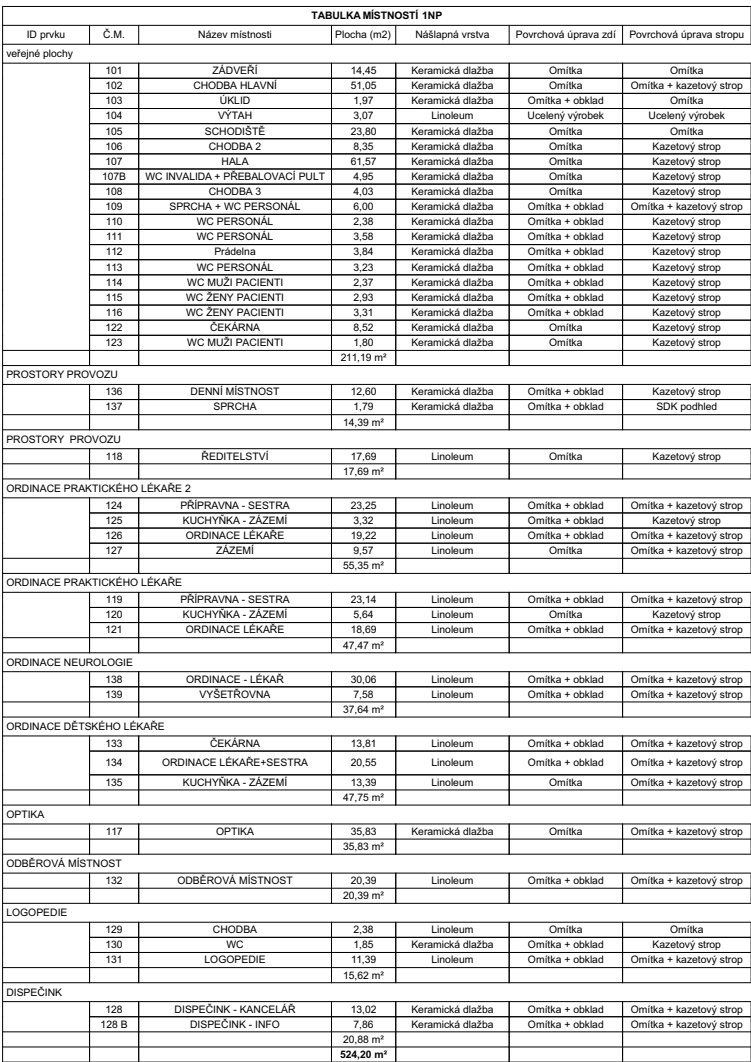 TABULKA MÍSTNOSTÍ 1NP
ID prvku Č.M. Název místnosti Plocha (m2) Nášlapná vrstva Povrchová úprava zdí Povrchová úprava stropu
veřejné plochy
101 ZÁDVEŘÍ 14,45 Keramická dlažba Omítka Omítka
102 CHODBA HLAVNÍ 51,05 Keramická dlažba Omítka Omítka + kazetový strop
103 ÚKLID 1,97 Keramická dlažba Omítka + obklad Omítka
104 VÝTAH 3,07 Linoleum Ucelený výrobek Ucelený výrobek
105 SCHODIŠTĚ 23,80 Keramická dlažba Omítka Omítka
106 CHODBA 2 8,35 Keramická dlažba Omítka Kazetový strop
107 HALA 61,57 Keramická dlažba Omítka Kazetový strop
107B WC INVALIDA + PŘEBALOVACÍ PULT 4,95 Keramická dlažba Omítka Kazetový strop
108 CHODBA 3 4,03 Keramická dlažba Omítka Kazetový strop
109 SPRCHA + WC PERSONÁL 6,00 Keramická dlažba Omítka + obklad Omítka + kazetový strop
110 WC PERSONÁL 2,38 Keramická dlažba Omítka + obklad Kazetový strop
111 WC PERSONÁL 3,58 Keramická dlažba Omítka + obklad Kazetový strop
112 Prádelna 3,84 Keramická dlažba Omítka + obklad Kazetový strop
113 WC PERSONÁL 3,23 Keramická dlažba Omítka + obklad Kazetový strop
114 WC MUŽI PACIENTI 2,37 Keramická dlažba Omítka + obklad Kazetový strop
115 WC ŽENY PACIENTI 2,93 Keramická dlažba Omítka + obklad Kazetový strop
116 WC ŽENY PACIENTI 3,31 Keramická dlažba Omítka + obklad Kazetový strop
122 ČEKÁRNA 8,52 Keramická dlažba Omítka Kazetový strop
123 WC MUŽI PACIENTI 1,80 Keramická dlažba Omítka + obklad Kazetový strop
211,19 m²
PROSTORY PROVOZU
136 DENNÍ MÍSTNOST 12,60 Keramická dlažba Omítka + obklad Kazetový strop
137 SPRCHA 1,79 Keramická dlažba Omítka + obklad SDK podhled
14,39 m²
PROSTORY PROVOZU
118 ŘEDITELSTVÍ 17,69 Linoleum Omítka Kazetový strop
17,69 m²
ORDINACE PRAKTICKÉHO LÉKAŘE 2
124 PŘÍPRAVNA - SESTRA 23,25 Linoleum Omítka + obklad Omítka + kazetový strop
125 KUCHYŇKA - ZÁZEMÍ 3,32 Linoleum Omítka + obklad Kazetový strop
126 ORDINACE LÉKAŘE 19,22 Linoleum Omítka + obklad Omítka + kazetový strop
127 ZÁZEMÍ 9,57 Linoleum Omítka Omítka + kazetový strop
55,35 m²
ORDINACE PRAKTICKÉHO LÉKAŘE
119 PŘÍPRAVNA - SESTRA 23,14 Linoleum Omítka + obklad Omítka + kazetový strop
120 KUCHYŇKA - ZÁZEMÍ 5,64 Linoleum Omítka Kazetový strop
121 ORDINACE LÉKAŘE 18,69 Linoleum Omítka + obklad Omítka + kazetový strop
47,47 m²
ORDINACE NEUROLOGIE
138 ORDINACE - LÉKAŘ 30,06 Linoleum Omítka + obklad Omítka + kazetový strop
139 VYŠETŘOVNA 7,58 Linoleum Omítka + obklad Omítka + kazetový strop
37,64 m²
ORDINACE DĚTSKÉHO LÉKAŘE
133 ČEKÁRNA 13,81 Linoleum Omítka + obklad Omítka + kazetový strop
134 ORDINACE LÉKAŘE+SESTRA 20,55 Linoleum Omítka + obklad Omítka + kazetový strop
135 KUCHYŇKA - ZÁZEMÍ 13,39 Linoleum Omítka Omítka + kazetový strop
47,75 m²
OPTIKA
117 OPTIKA 35,83 Keramická dlažba Omítka Omítka + kazetový strop
35,83 m²
ODBĚROVÁ MÍSTNOST
132 ODBĚROVÁ MÍSTNOST 20,39 Linoleum Omítka + obklad Omítka + kazetový strop
20,39 m²
LOGOPEDIE
129 CHODBA 2,38 Linoleum Omítka Omítka
130 WC 1,85 Keramická dlažba Omítka + obklad Kazetový strop
131 LOGOPEDIE 11,39 Linoleum Omítka + obklad Omítka + kazetový strop
15,62 m²
DISPEČINK
128 DISPEČINK - KANCELÁŘ 13,02 Keramická dlažba Omítka + obklad Omítka + kazetový strop
128 B DISPEČINK - INFO 7,86 Keramická dlažba Omítka + obklad Omítka + kazetový strop
20,88 m²
524,20 m²